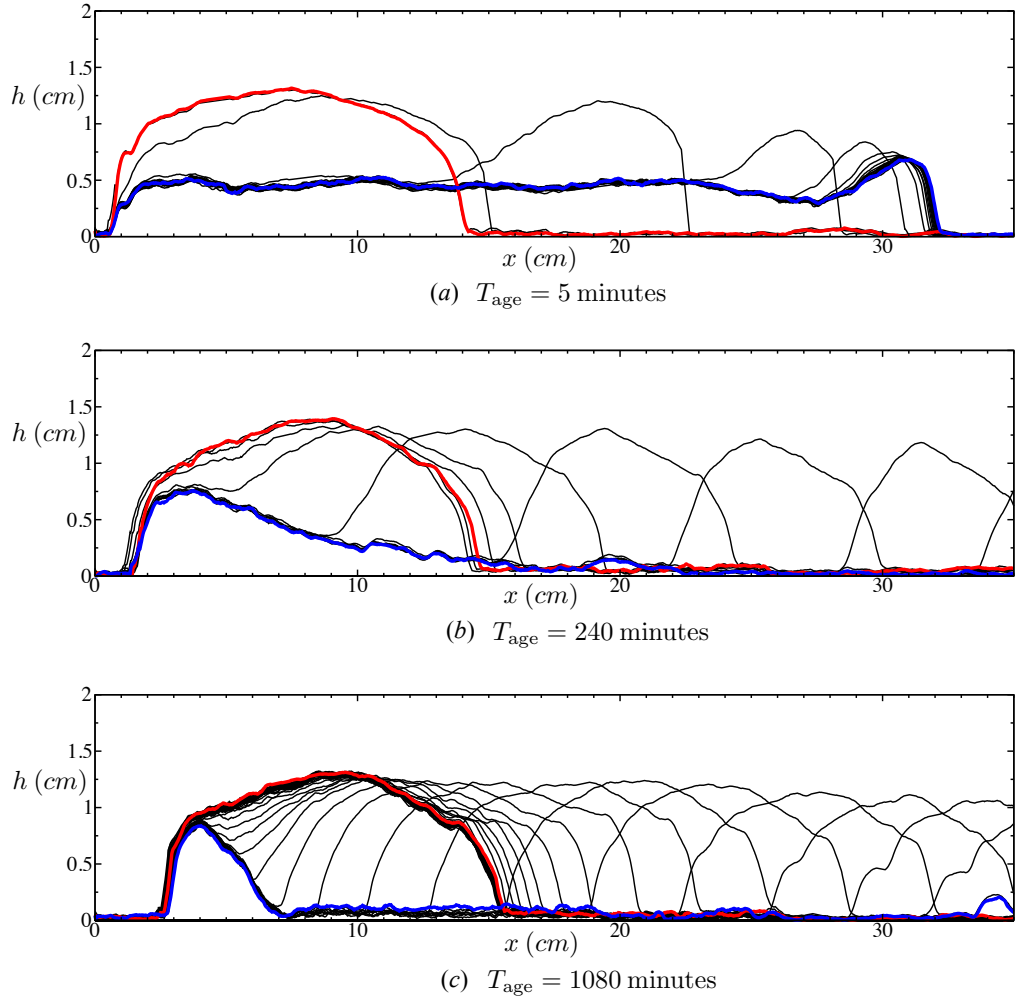 2
1.5
h (cm)
1
0.5
0
0 10 20 30
x (cm)
(a) T_age = 5 minutes
2
1.5
h (cm)
1
0.5
0
0 10 20 30
x (cm)
(b) T_age = 240 minutes
2
1.5
h (cm)
1
0.5
0
0 10 20 30
x (cm)
(c) T_age = 1080 minutes